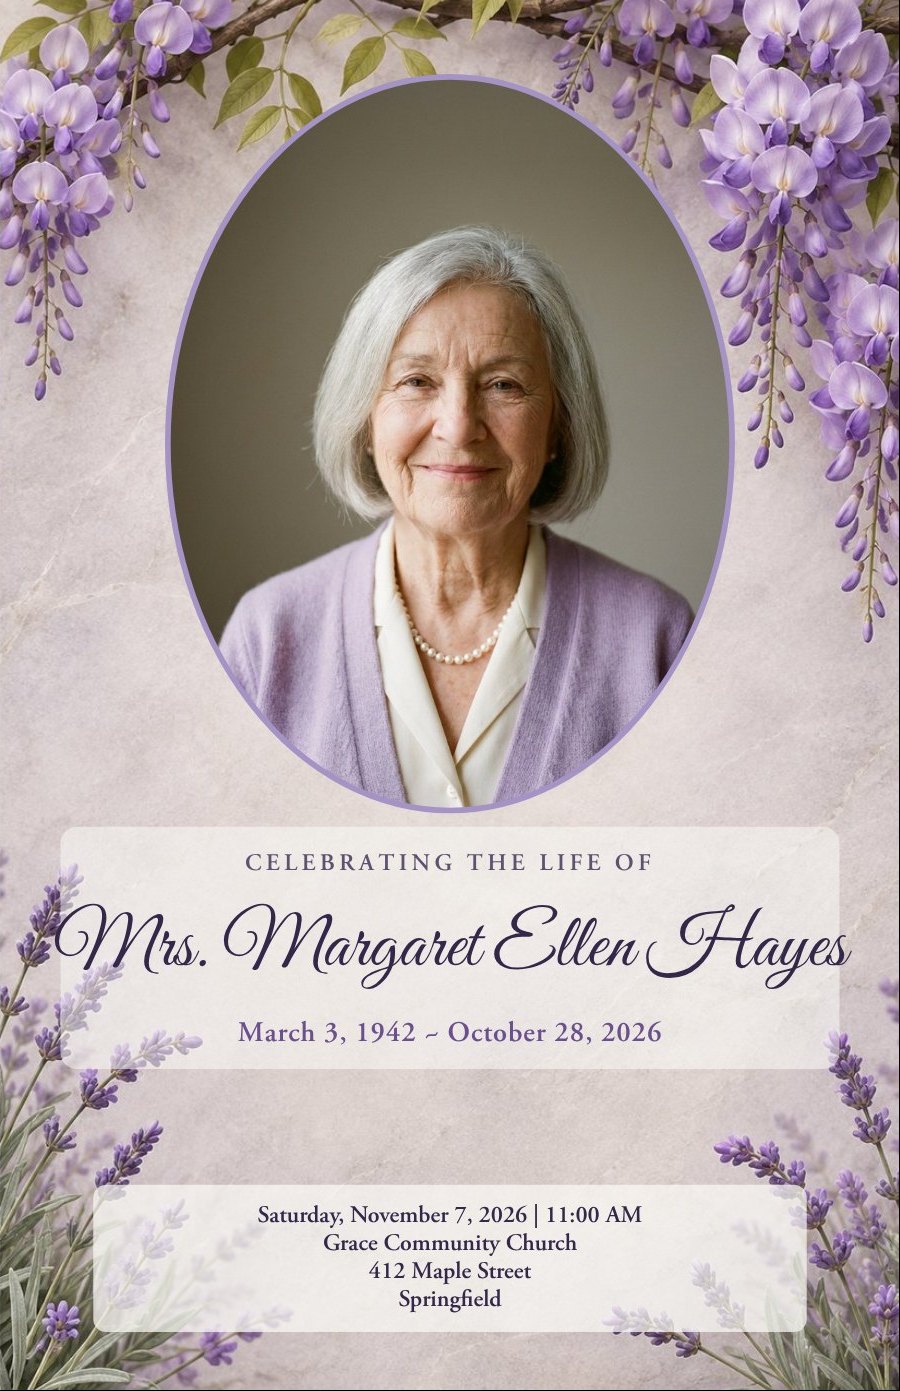 CELEBRATING THE LIFE OF
Mrs. Margaret Ellen Hayes
March 3, 1942 ~ October 28, 2026
Saturday, November 7, 2026 | 11:00 AM
Grace Community Church
412 Maple Street
Springfield